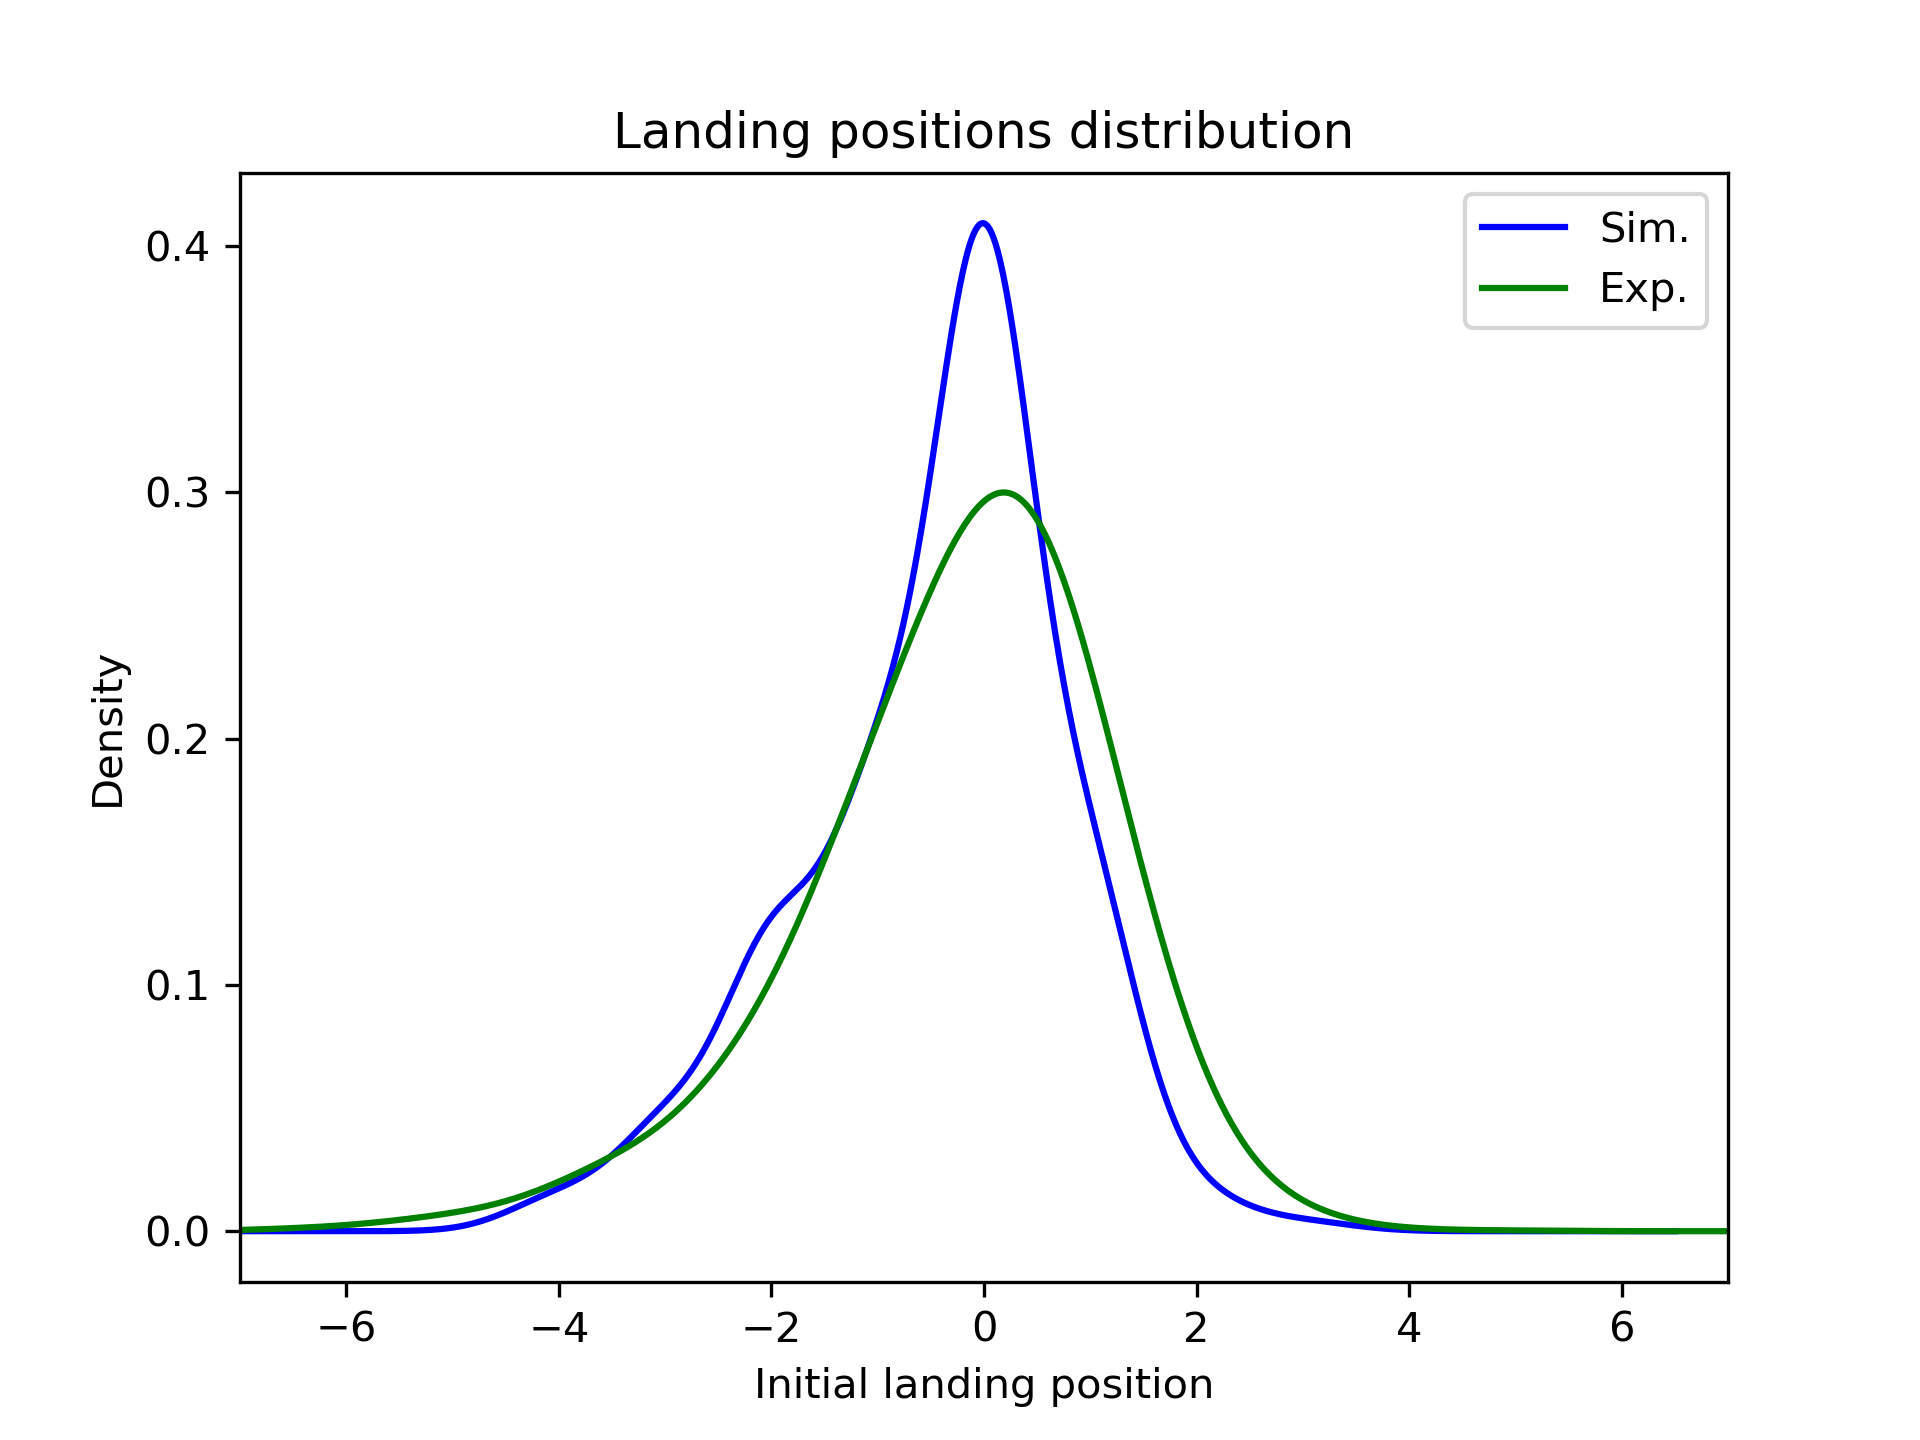 Landing positions distribution
Sim.
Exp.
0.4
0.3
0.2
0.1
0.0
Density
−6
−4
−2
0
2
4
6
Initial landing position